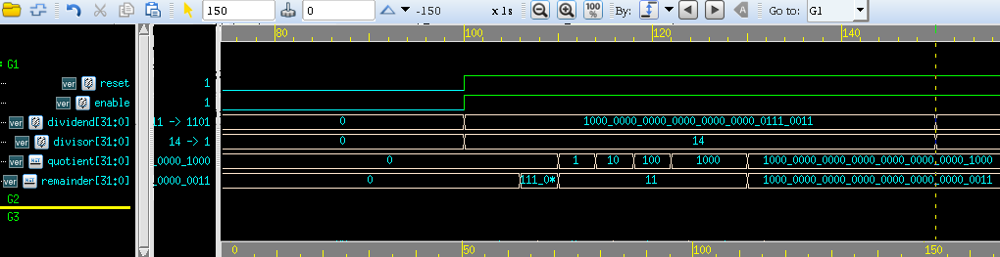 150 0 -150 x 1s 100 % By: A Go to: G1
80 100 120 140
G1
ver reset 1
ver enable 1
ver dividend[31:0] 11 -> 1101 0 1000_0000_0000_0000_0000_0000_0111_0011
ver divisor[31:0] 14 -> 1 0 14
ver quotient[31:0] _0000_1000 0 1 10 100 1000 1000_0000_0000_0000_0000_0000_0000_1000
ver remainder[31:0] _0000_0011 0 111_0* 11 1000_0000_0000_0000_0000_0000_0000_0011
G2
G3
0 50 100 150